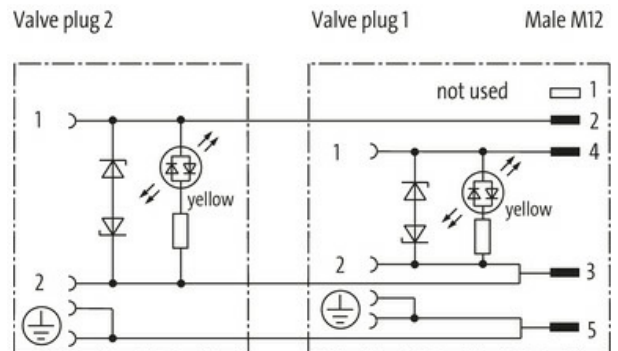 Valve plug 2 Valve plug 1 Male M12
not used 1
1 2
1 4
yellow yellow
2 2 3
5